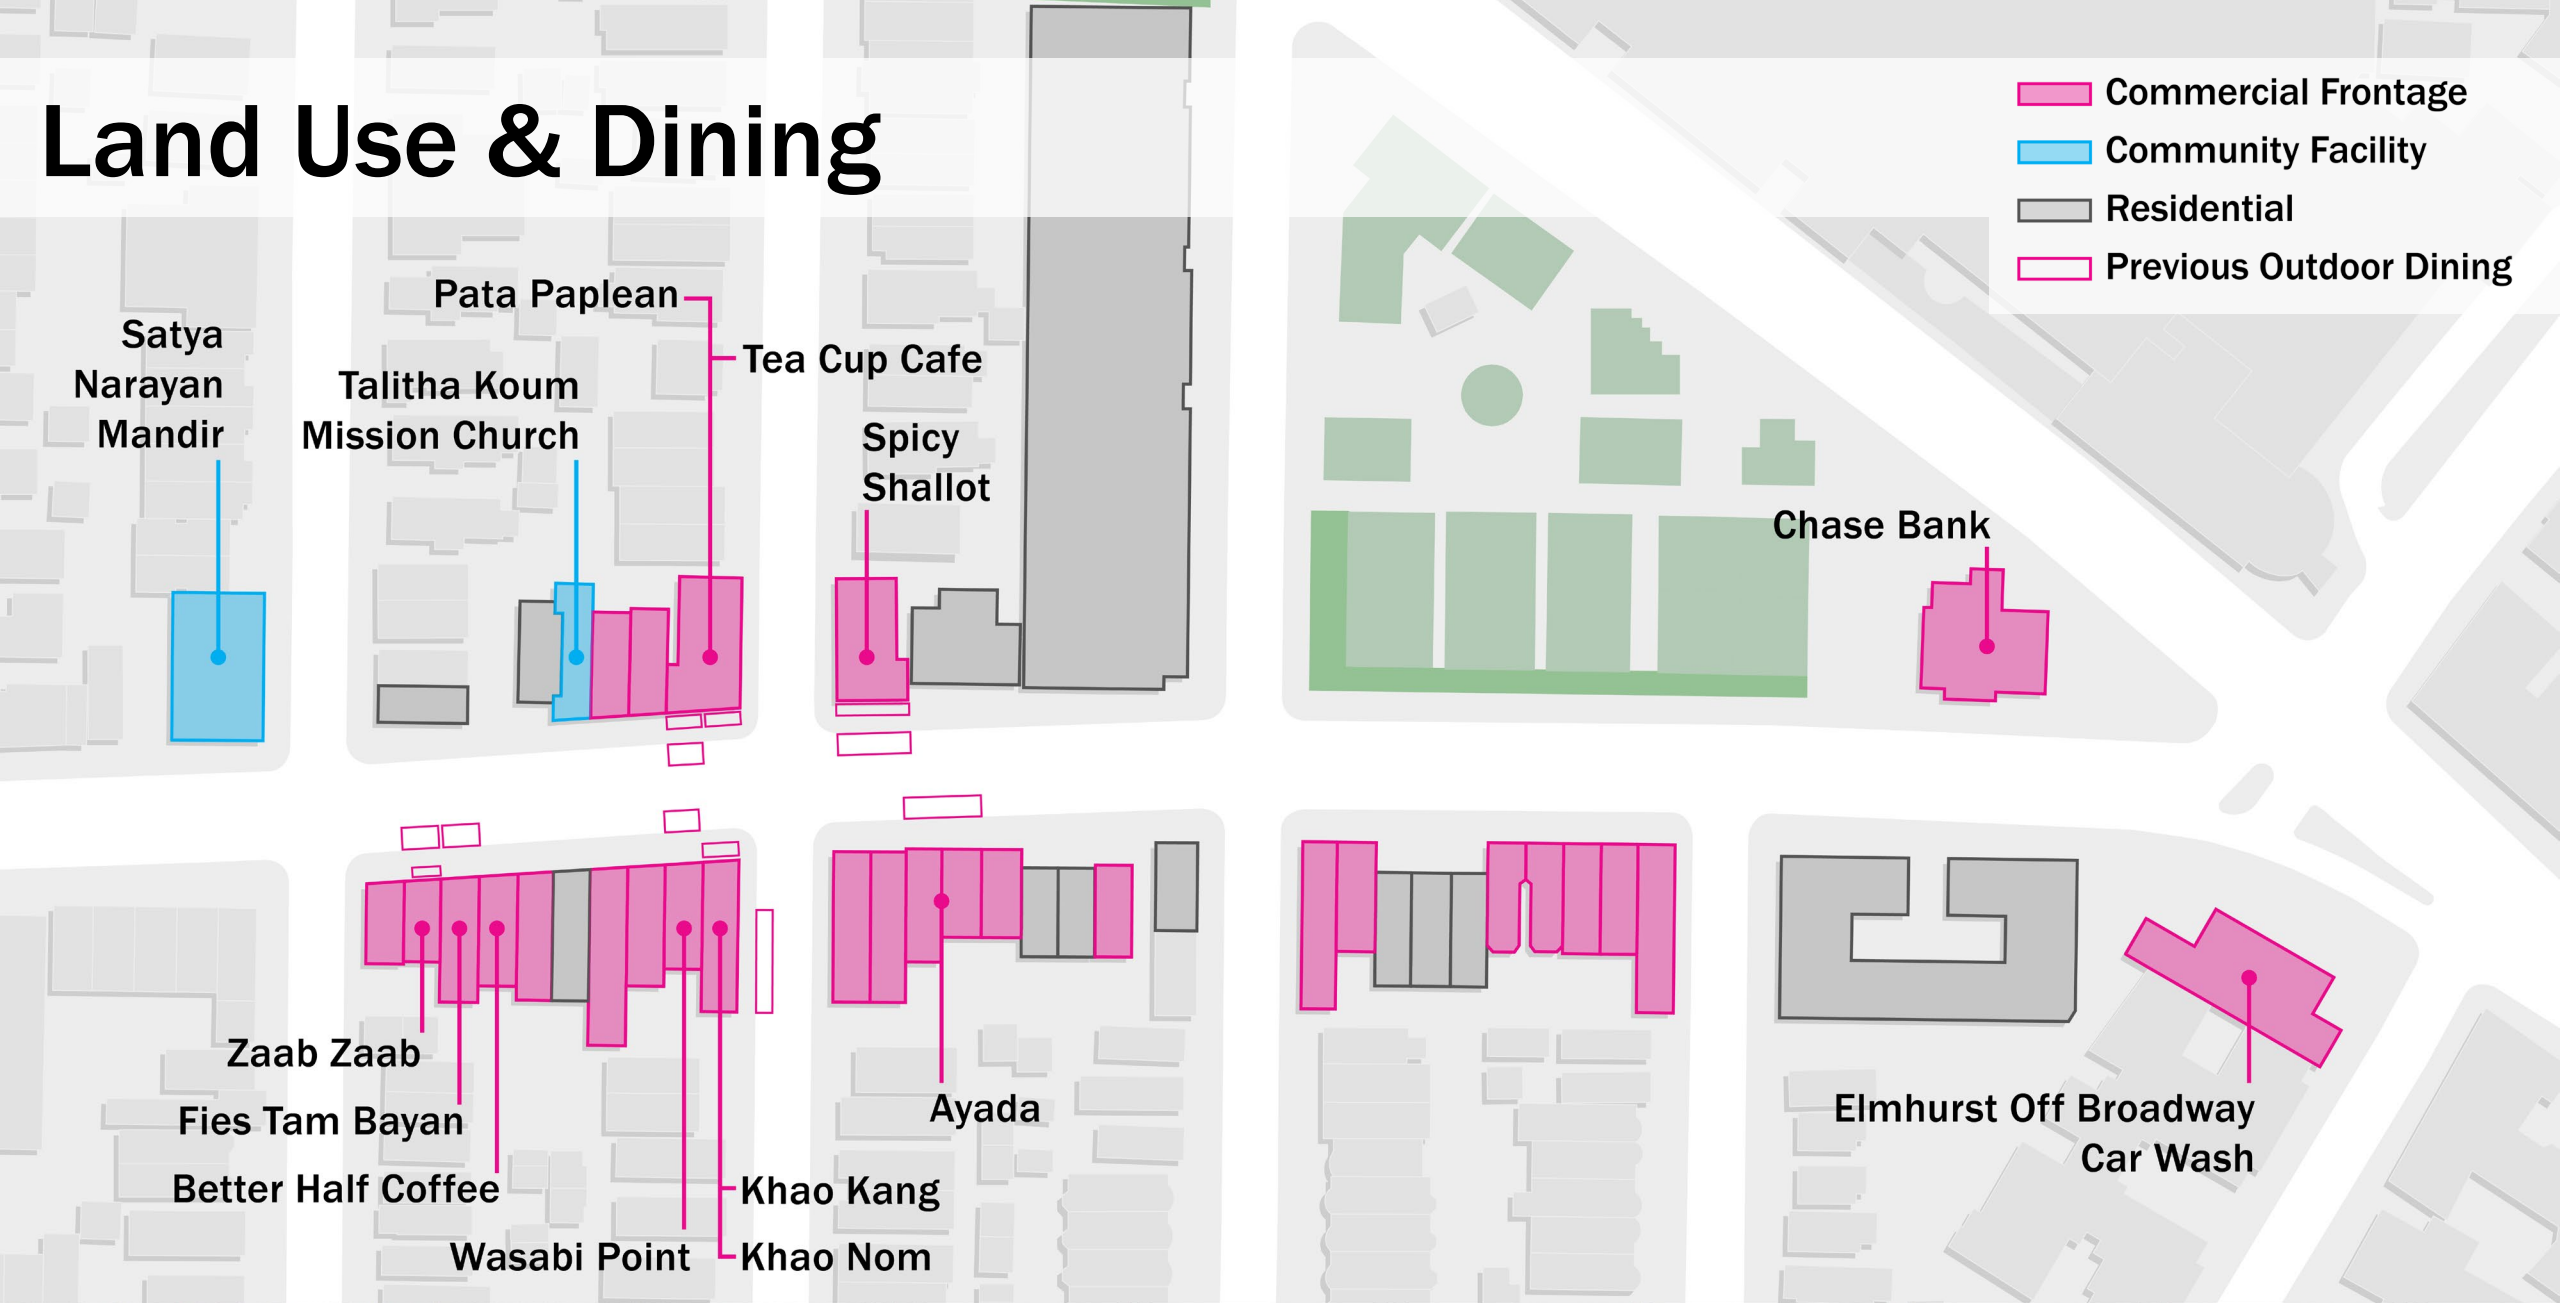 Land Use & Dining
Commercial Frontage
Community Facility
Residential
Previous Outdoor Dining
Pata Paplean
Tea Cup Cafe
Satya
Narayan
Mandir
Talitha Koum
Mission Church
Spicy
Shallot
Chase Bank
Zaab Zaab
Fies Tam Bayan
Better Half Coffee
Wasabi Point
Khao Kang
Khao Nom
Ayada
Elmhurst Off Broadway
Car Wash